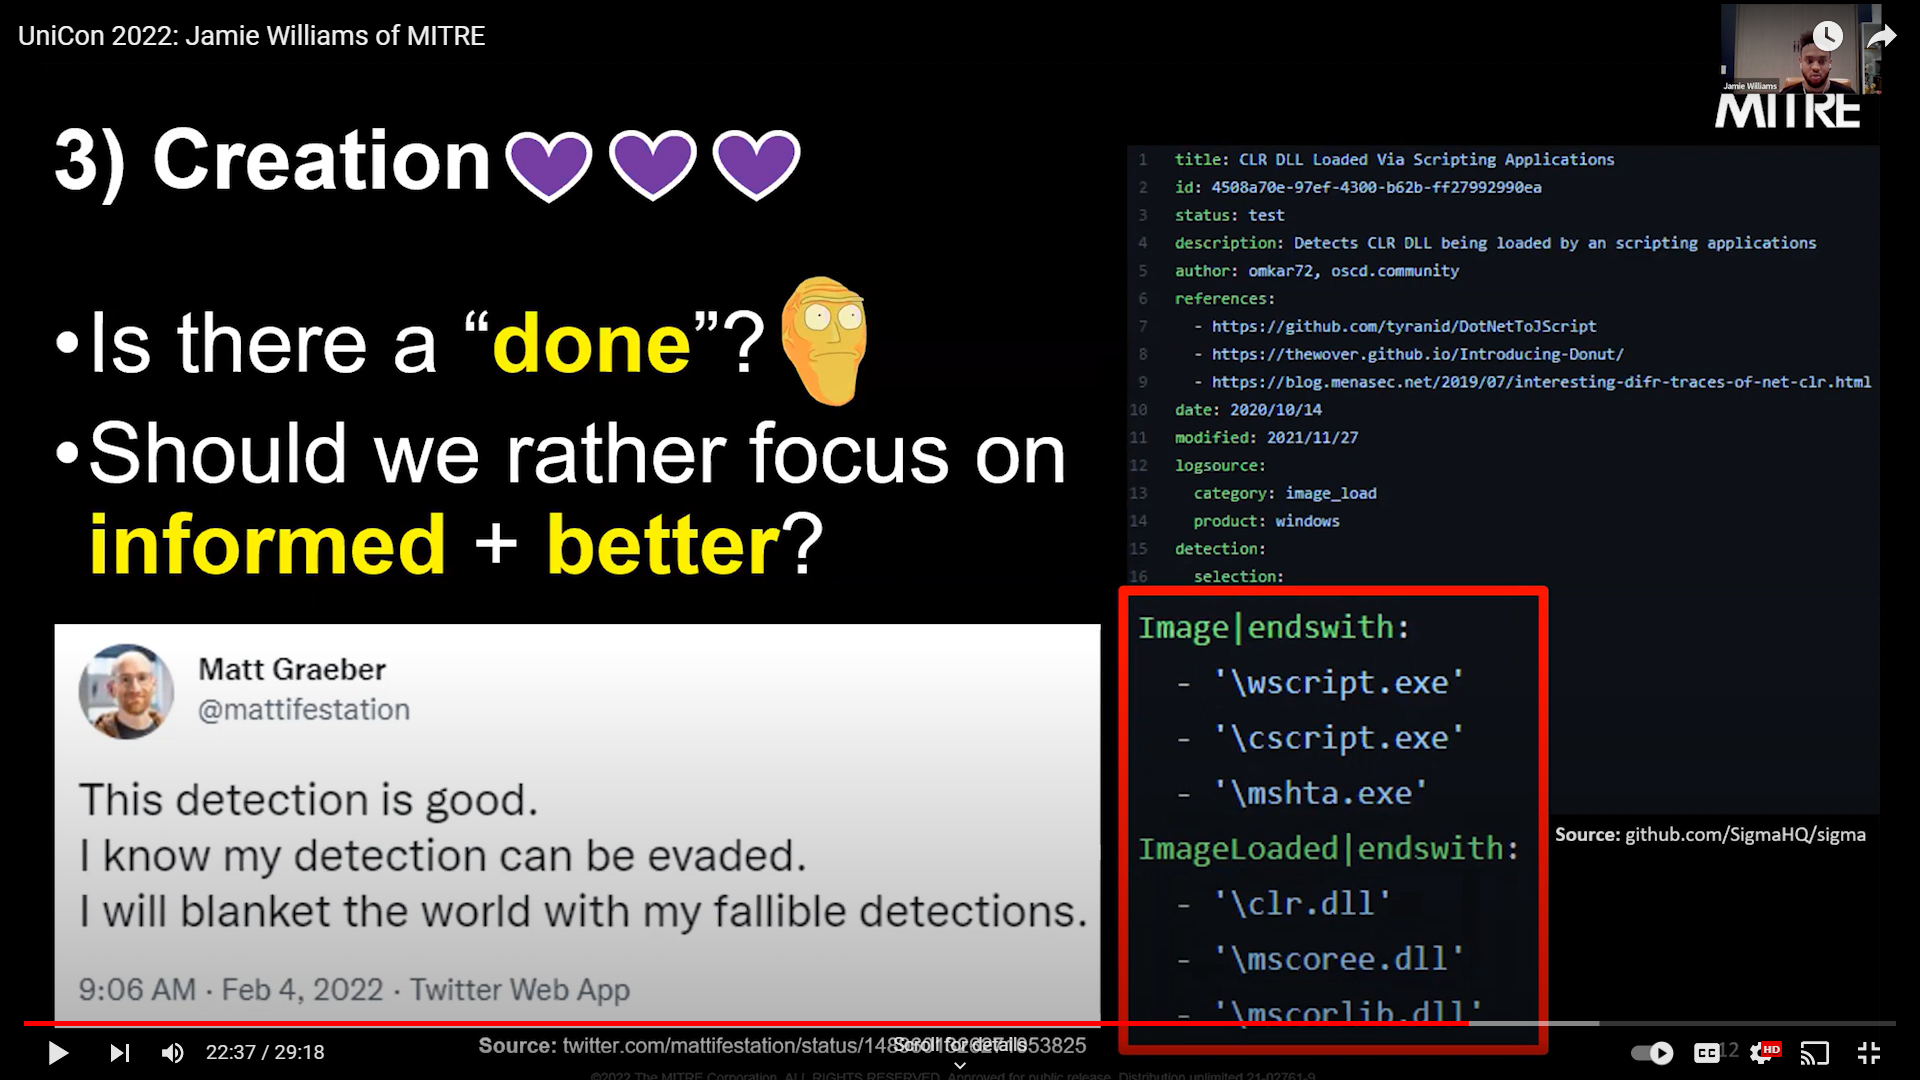 UniCon 2022: Jamie Williams of MITRE
Jamie Williams
MITRE
3) Creation
•Is there a “done”?
•Should we rather focus on
informed + better?
Matt Graeber
@mattifestation
This detection is good.
I know my detection can be evaded.
I will blanket the world with my fallible detections.
9:06 AM · Feb 4, 2022 · Twitter Web App
1 title: CLR DLL Loaded Via Scripting Applications
2 id: 4508a70e-97ef-4300-b62b-ff27992990ea
3 status: test
4 description: Detects CLR DLL being loaded by an scripting applications
5 author: omkar72, oscd.community
6 references:
7 - https://github.com/tyranid/DotNetToJScript
8 - https://thewover.github.io/Introducing-Donut/
9 - https://blog.menasec.net/2019/07/interesting-difr-traces-of-net-clr.html
10 date: 2020/10/14
11 modified: 2021/11/27
12 logsource:
13 category: image_load
14 product: windows
15 detection:
16 selection:
Image|endswith:
- '\wscript.exe'
- '\cscript.exe'
- '\mshta.exe'
ImageLoaded|endswith:
- '\clr.dll'
- '\mscoree.dll'
- '\mscorlib.dll'
Source: github.com/SigmaHQ/sigma
Source: twitter.com/mattifestation/status/
Scroll for details
22:37 / 29:18
CC
12
HD
©2022 The MITRE Corporation. ALL RIGHTS RESERVED. Approved for public release. Distribution unlimited 21-02761-9.